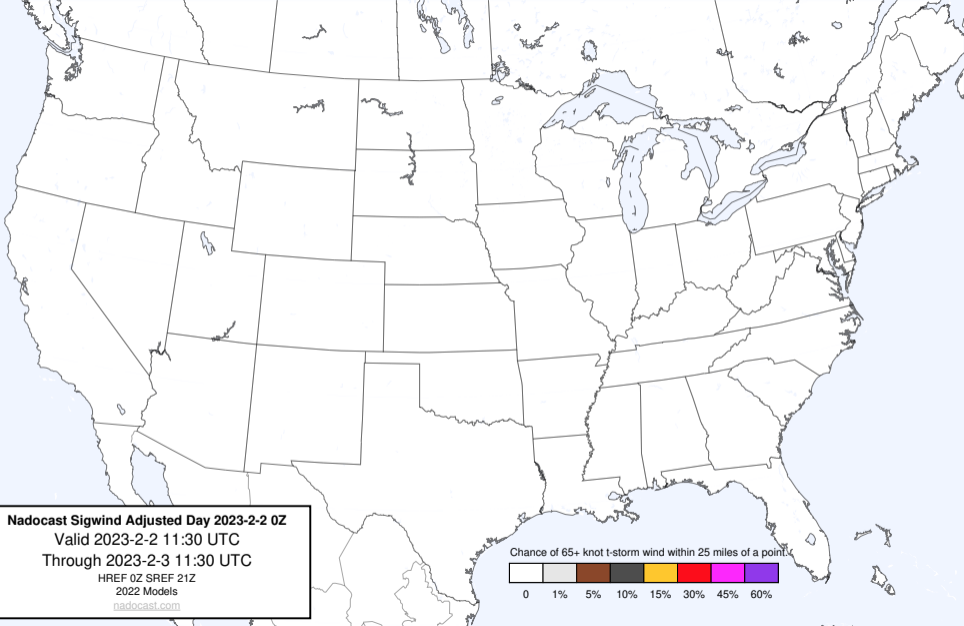 Nadocast Sigwind Adjusted Day 2023-2-2 0Z
Valid 2023-2-2 11:30 UTC
Through 2023-2-3 11:30 UTC
HREF 0Z SREF 21Z
2022 Models
nadocast.com
Chance of 65+ knot t-storm wind within 25 miles of a point.
0 1% 5% 10% 15% 30% 45% 60%